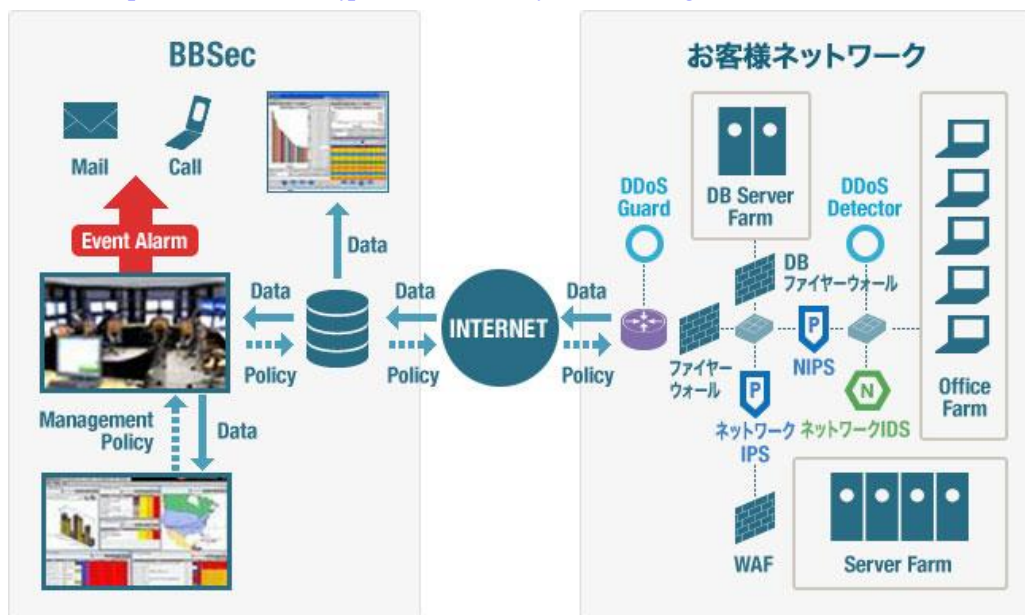 BBSec
Mail
Call
Event Alarm
Data
Data
Policy
Data
Policy
Management
Policy
Data
INTERNET
Data
Policy
お客様ネットワーク
DDoS
Guard
DB Server
Farm
DDoS
Detector
DB
ファイヤーウォール
ファイヤー
ウォール
P
NIPS
P
ネットワーク
IPS
N
ネットワークIDS
Office
Farm
WAF
Server Farm